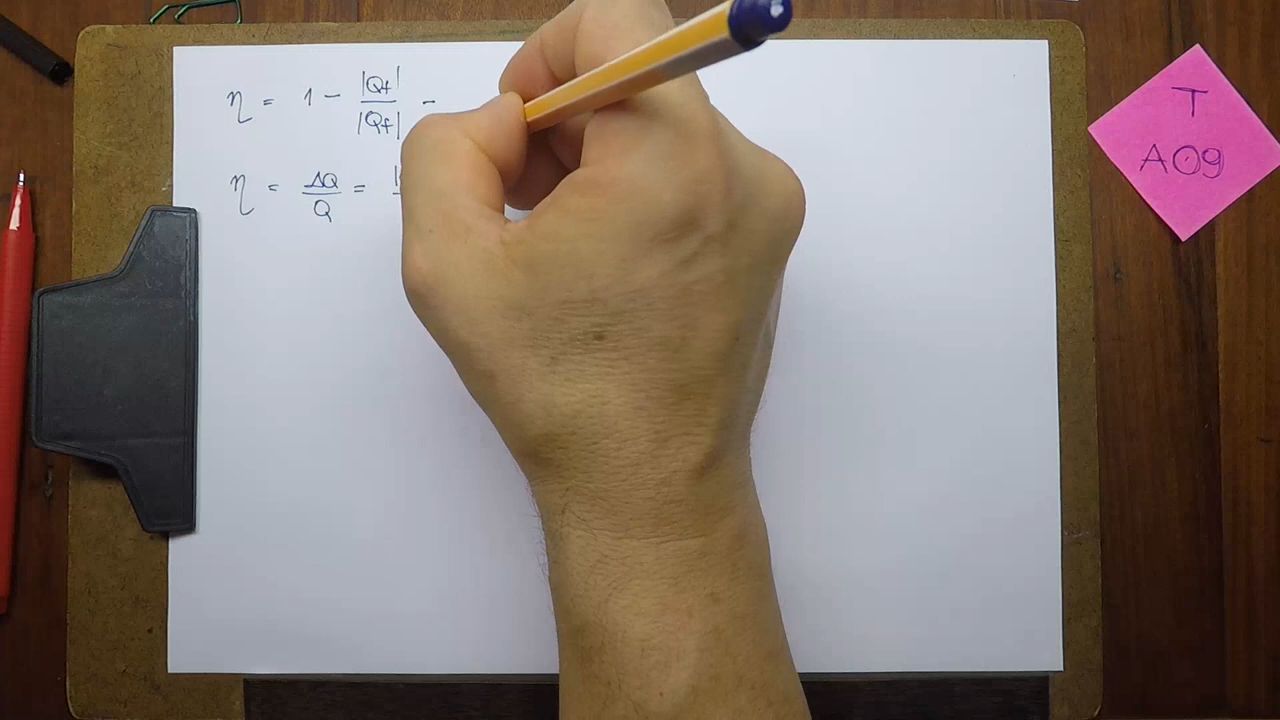 η = 1 - |Qf| / |Qf| -
η = ΔQ / Q =
T
A09